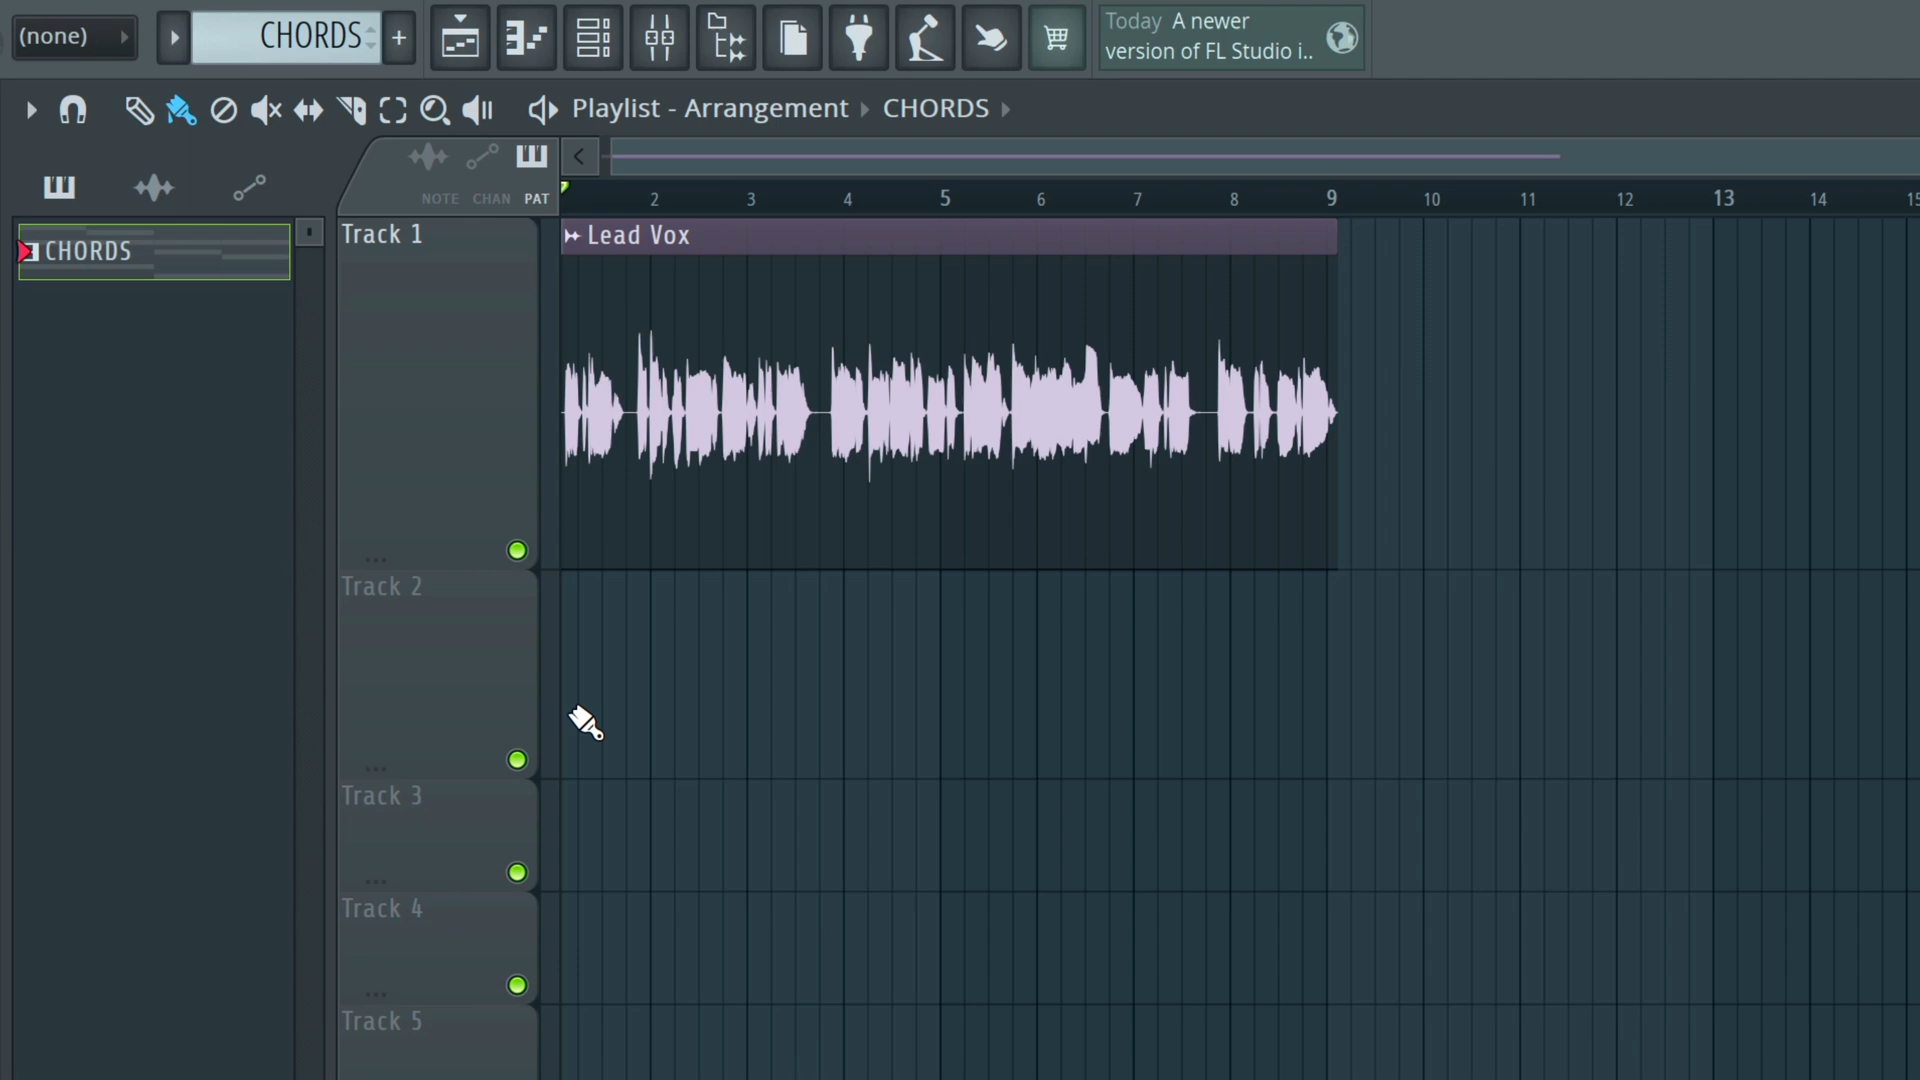 (none)
CHORDS
+
Today A newer
version of FL Studio i..
Playlist - Arrangement
CHORDS
NOTE CHAN PAT
2 3 4 5 6 7 8 9 10 11 12 13 14 15
CHORDS
Track 1
Lead Vox
Track 2
Track 3
Track 4
Track 5